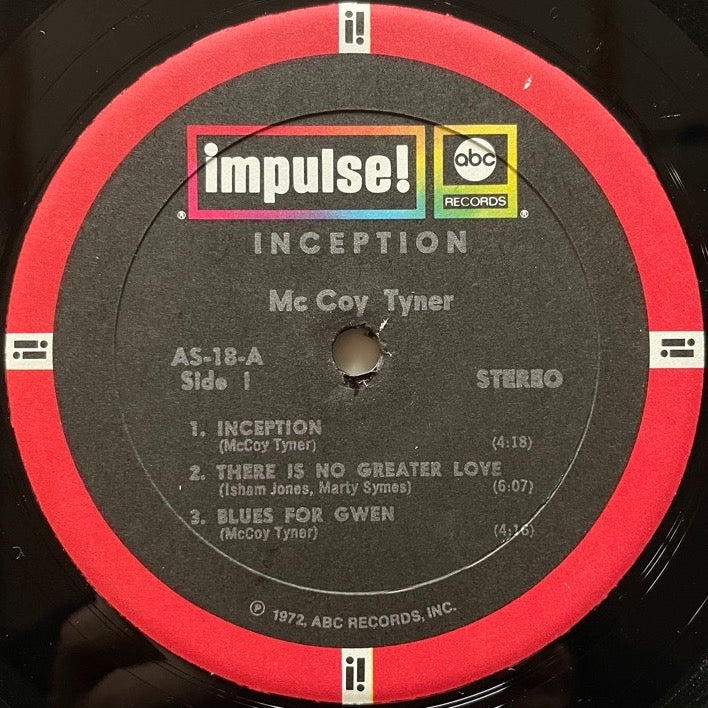 i!
impulse!
abc
RECORDS
® ®
INCEPTION
Mc Coy Tyner
AS-18-A
Side 1
STEREO
1. INCEPTION
(McCoy Tyner) (4:18)
2. THERE IS NO GREATER LOVE
(Isham Jones, Marty Symes) (6:07)
3. BLUES FOR GWEN
(McCoy Tyner) (4:16)
i!
i!
℗ 1972, ABC RECORDS, INC.
i!